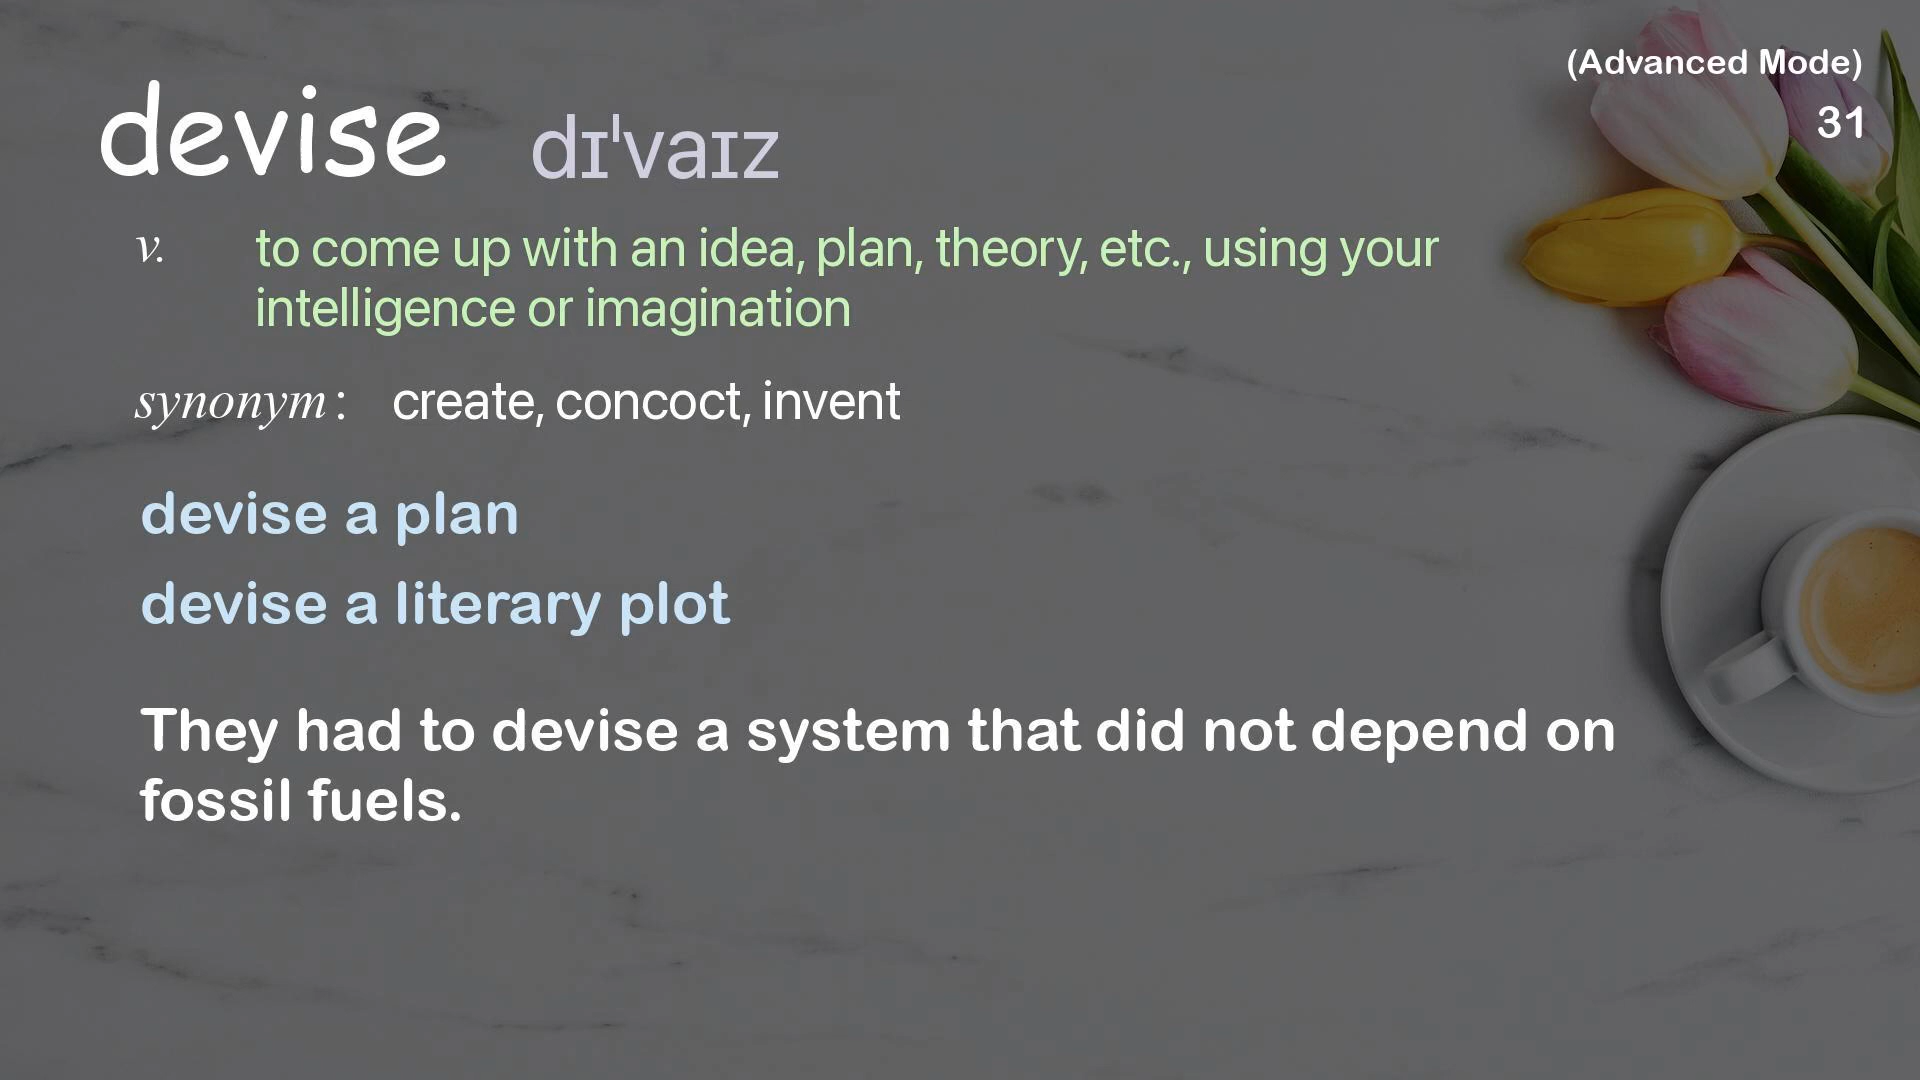 (Advanced Mode)
31
devise dɪˈvaɪz
v. to come up with an idea, plan, theory, etc., using your
intelligence or imagination
synonym : create, concoct, invent
devise a plan
devise a literary plot
They had to devise a system that did not depend on
fossil fuels.